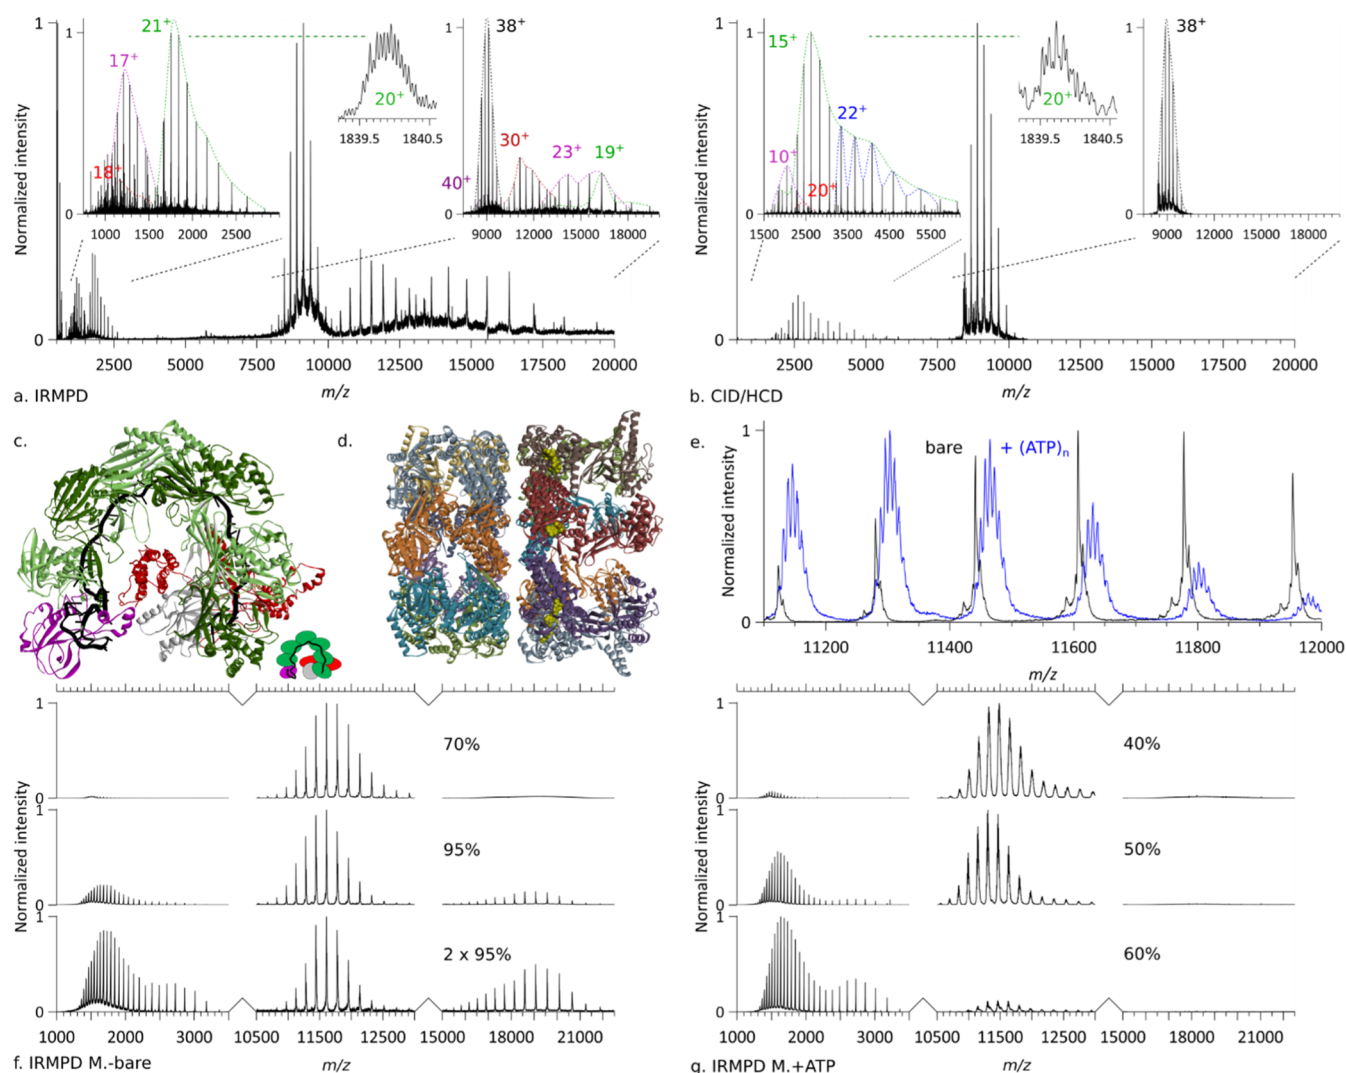 Normalized intensity
1
0
1
0
21+
17+
18+
1000 1500 2000 2500
20+
1839.5 1840.5
1
0
38+
30+
23+
19+
40+
9000 12000 15000 18000
2500 5000 7500 10000 12500 15000 17500 20000
m/z
a. IRMPD
Normalized intensity
1
0
1
0
15+
22+
10+
20+
1500 2500 3500 4500 5500
20+
1839.5 1840.5
1
0
38+
9000 12000 15000 18000
2500 5000 7500 10000 12500 15000 17500 20000
m/z
b. CID/HCD
c.
d.
e.
Normalized intensity
1
0
bare + (ATP)n
11200 11400 11600 11800 12000
m/z
Normalized intensity
1
0
70%
1
0
95%
1
0
2 x 95%
1000 2000 3000 10500 11500 12500 15000 17000 19000 21000
m/z
f. IRMPD M.-bare
Normalized intensity
1
0
40%
1
0
50%
1
0
60%
1000 2000 3000 10500 11500 12500 15000 17000 19000 21000
m/z
g. IRMPD M.+ATP